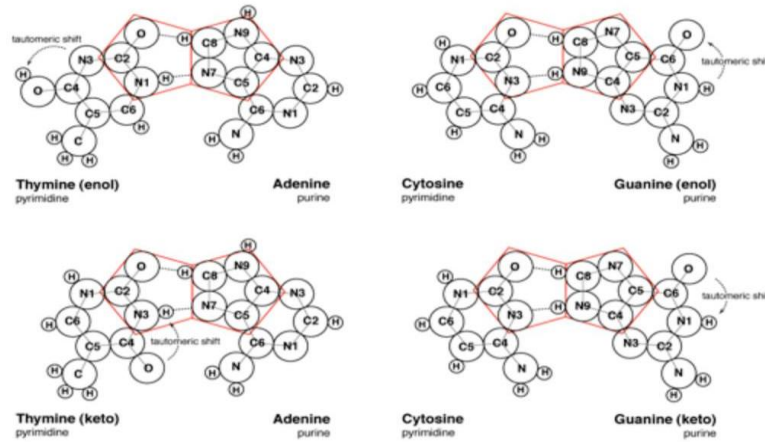 H
N9
O
H
C8
tautomeric shift
N3
C2
C4
N3
H
N1
H
N7
C5
C2
H
O
C4
C6
N1
C5
C6
H
N
C
H
H
H
H
Thymine (enol)
pyrimidine
Adenine
purine
O
H
N7
O
H
C8
C5
C6
N1
C2
tautomeric shi
N3
H
N9
C4
N1
H
H
C6
C5
C4
N3
C2
H
N
H
N
H
H
H
Cytosine
pyrimidine
Guanine (enol)
purine
H
N9
O
H
C8
H
C4
N3
N1
C2
N3
H
N7
C5
C2
H
H
C6
C5
C4
tautomeric shift
C6
N1
C
O
H
N
H
H
H
Thymine (keto)
pyrimidine
Adenine
purine
O
H
N7
O
H
C8
C5
C6
N1
C2
tautomeric shi
N3
H
N9
C4
N1
H
H
C6
C5
C4
N3
C2
H
N
H
N
H
H
H
Cytosine
pyrimidine
Guanine (keto)
purine